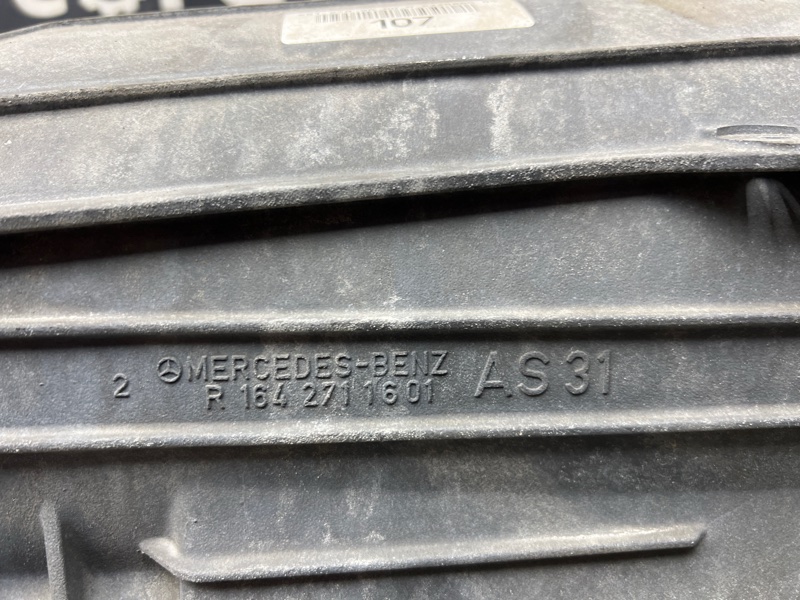 107
2 MERCEDES-BENZ AS 31
R 164 271 16 01